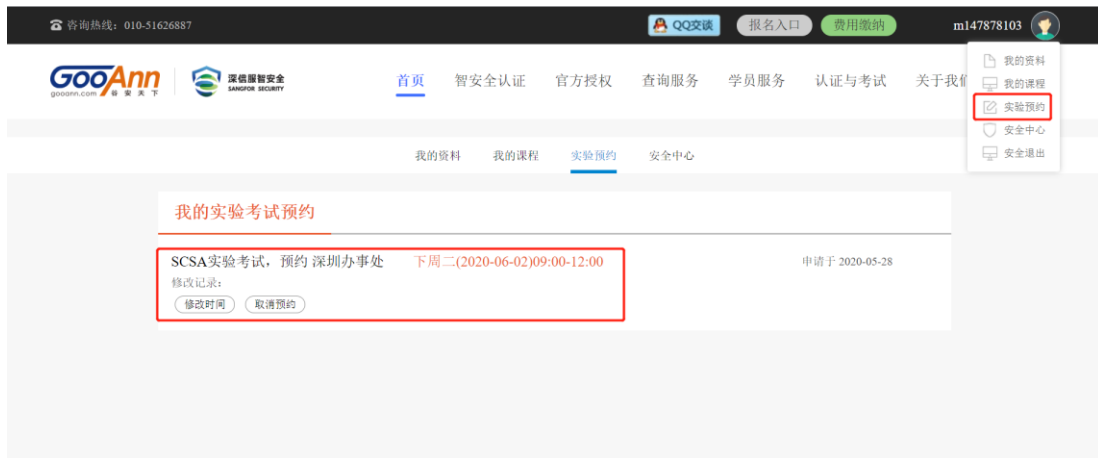 咨询热线：010-51626887
QQ交谈
报名入口
费用缴纳
m147878103
GooAnn
gooann.com 谷安天下
深信服智安全
SANGFOR SECURITY
首页 智安全认证 官方授权 查询服务 学员服务 认证与考试 关于我们
我的资料
我的课程
实验预约
安全中心
安全退出
我的资料 我的课程 实验预约 安全中心
我的实验考试预约
SCSA实验考试，预约 深圳办事处 下周二(2020-06-02)09:00-12:00 申请于 2020-05-28
修改记录：
修改时间 取消预约